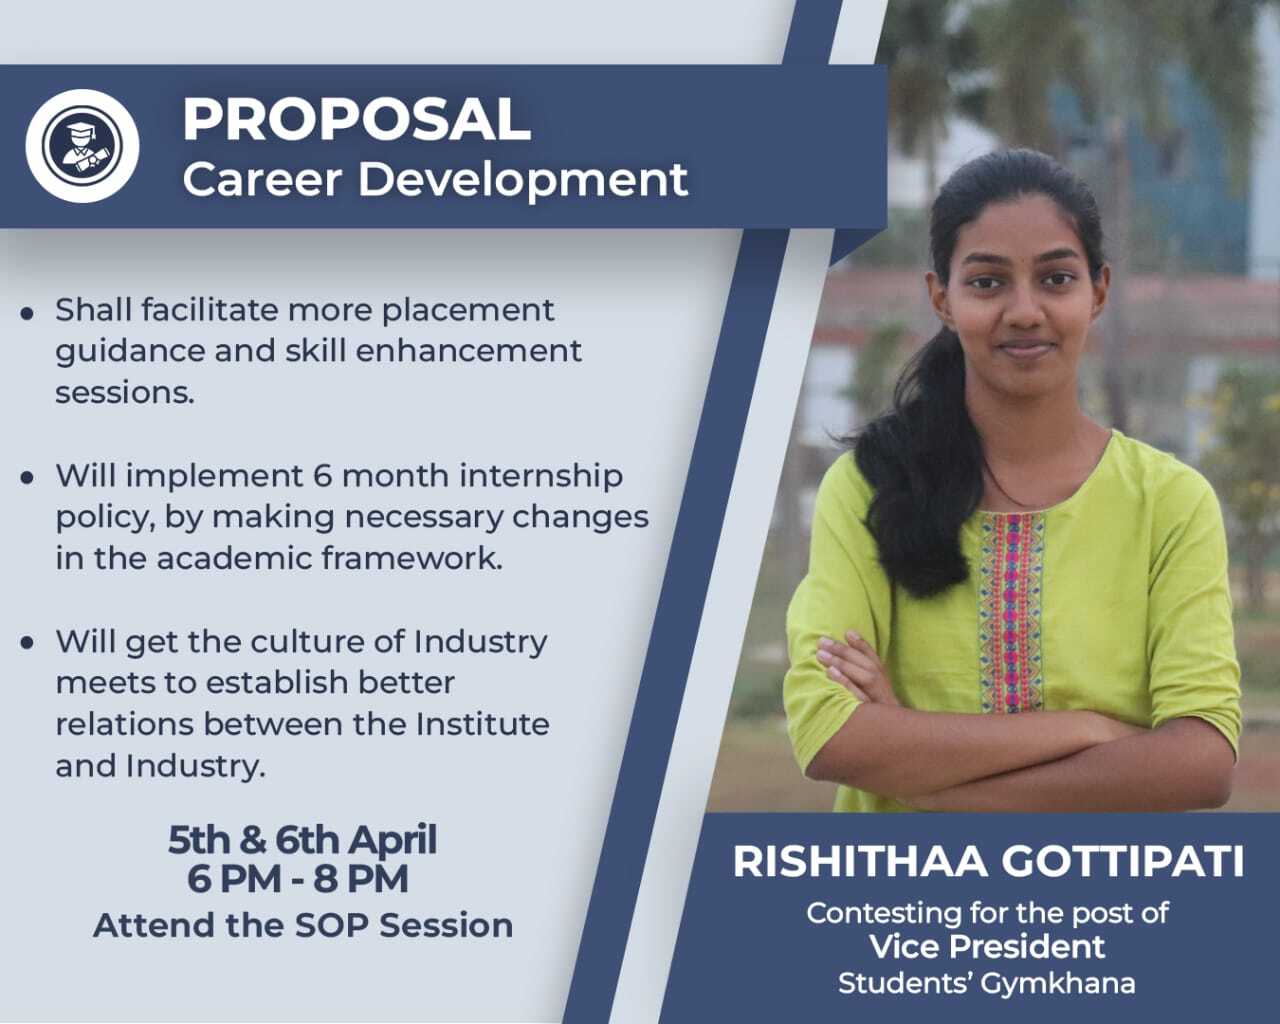 PROPOSAL
Career Development
• Shall facilitate more placement
guidance and skill enhancement
sessions.
• Will implement 6 month internship
policy, by making necessary changes
in the academic framework.
• Will get the culture of Industry
meets to establish better
relations between the Institute
and Industry.
5th & 6th April
6 PM - 8 PM
Attend the SOP Session
RISHITHAA GOTTIPATI
Contesting for the post of
Vice President
Students’ Gymkhana